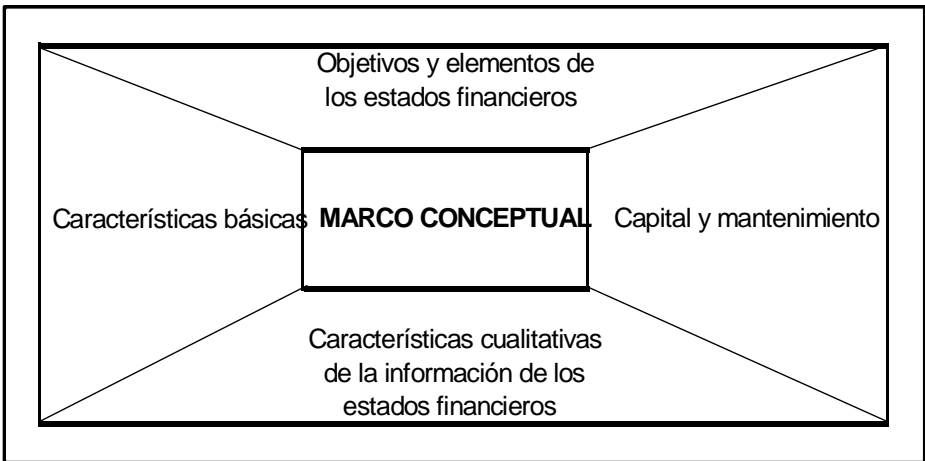 Objetivos y elementos de
los estados financieros
Características básicas
MARCO CONCEPTUAL
Capital y mantenimiento
Características cualitativas
de la información de los
estados financieros